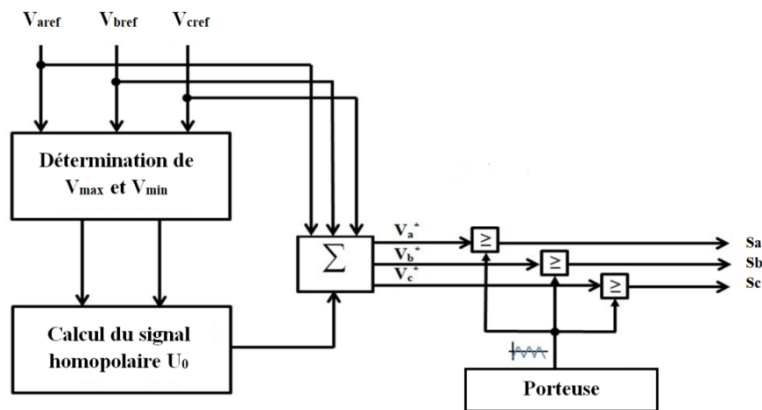 Varef Vbref Vcref
Détermination de
Vmax et Vmin
Calcul du signal
homopolaire U0
∑
Va*
Vb*
Vc*
≥
≥
≥
Sa
Sb
Sc
Porteuse